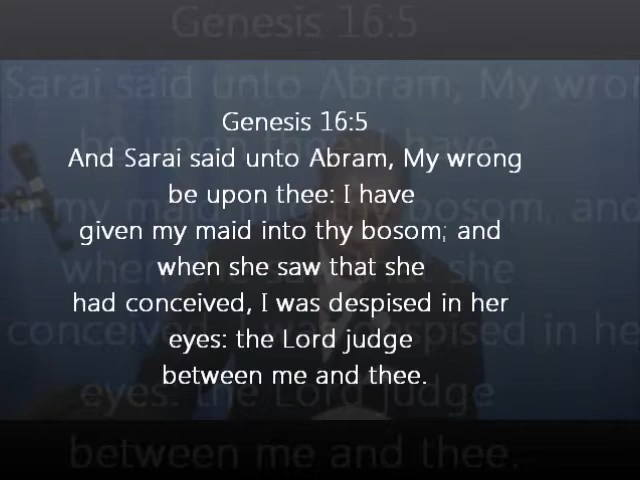 Genesis 16:5
And Sarai said unto Abram, My wrong
be upon thee: I have
given my maid into thy bosom; and
when she saw that she
had conceived, I was despised in her
eyes: the Lord judge
between me and thee.